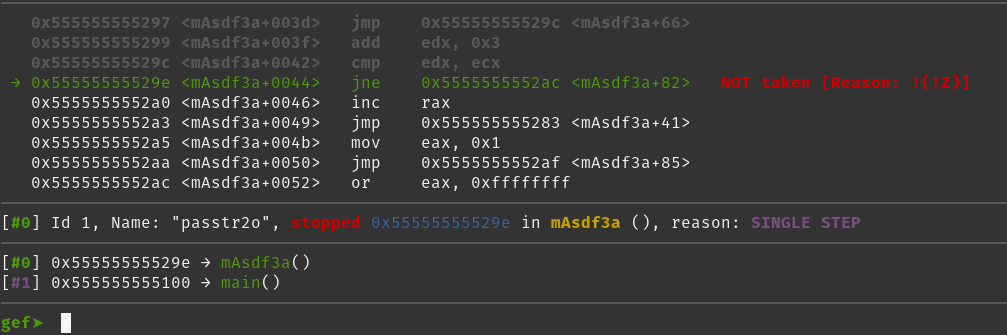 0x555555555297 <mAsdf3a+003d> jmp 0x55555555529c <mAsdf3a+66>
0x555555555299 <mAsdf3a+003f> add edx, 0x3
0x55555555529c <mAsdf3a+0042> cmp edx, ecx
→ 0x55555555529e <mAsdf3a+0044> jne 0x5555555552ac <mAsdf3a+82> NOT taken [Reason: !(!Z)]
0x5555555552a0 <mAsdf3a+0046> inc rax
0x5555555552a3 <mAsdf3a+0049> jmp 0x555555555283 <mAsdf3a+41>
0x5555555552a5 <mAsdf3a+004b> mov eax, 0x1
0x5555555552aa <mAsdf3a+0050> jmp 0x5555555552af <mAsdf3a+85>
0x5555555552ac <mAsdf3a+0052> or eax, 0xffffffff
[#0] Id 1, Name: "passtr2o", stopped 0x55555555529e in mAsdf3a (), reason: SINGLE STEP
[#0] 0x55555555529e → mAsdf3a()
[#1] 0x555555555100 → main()
gef➤